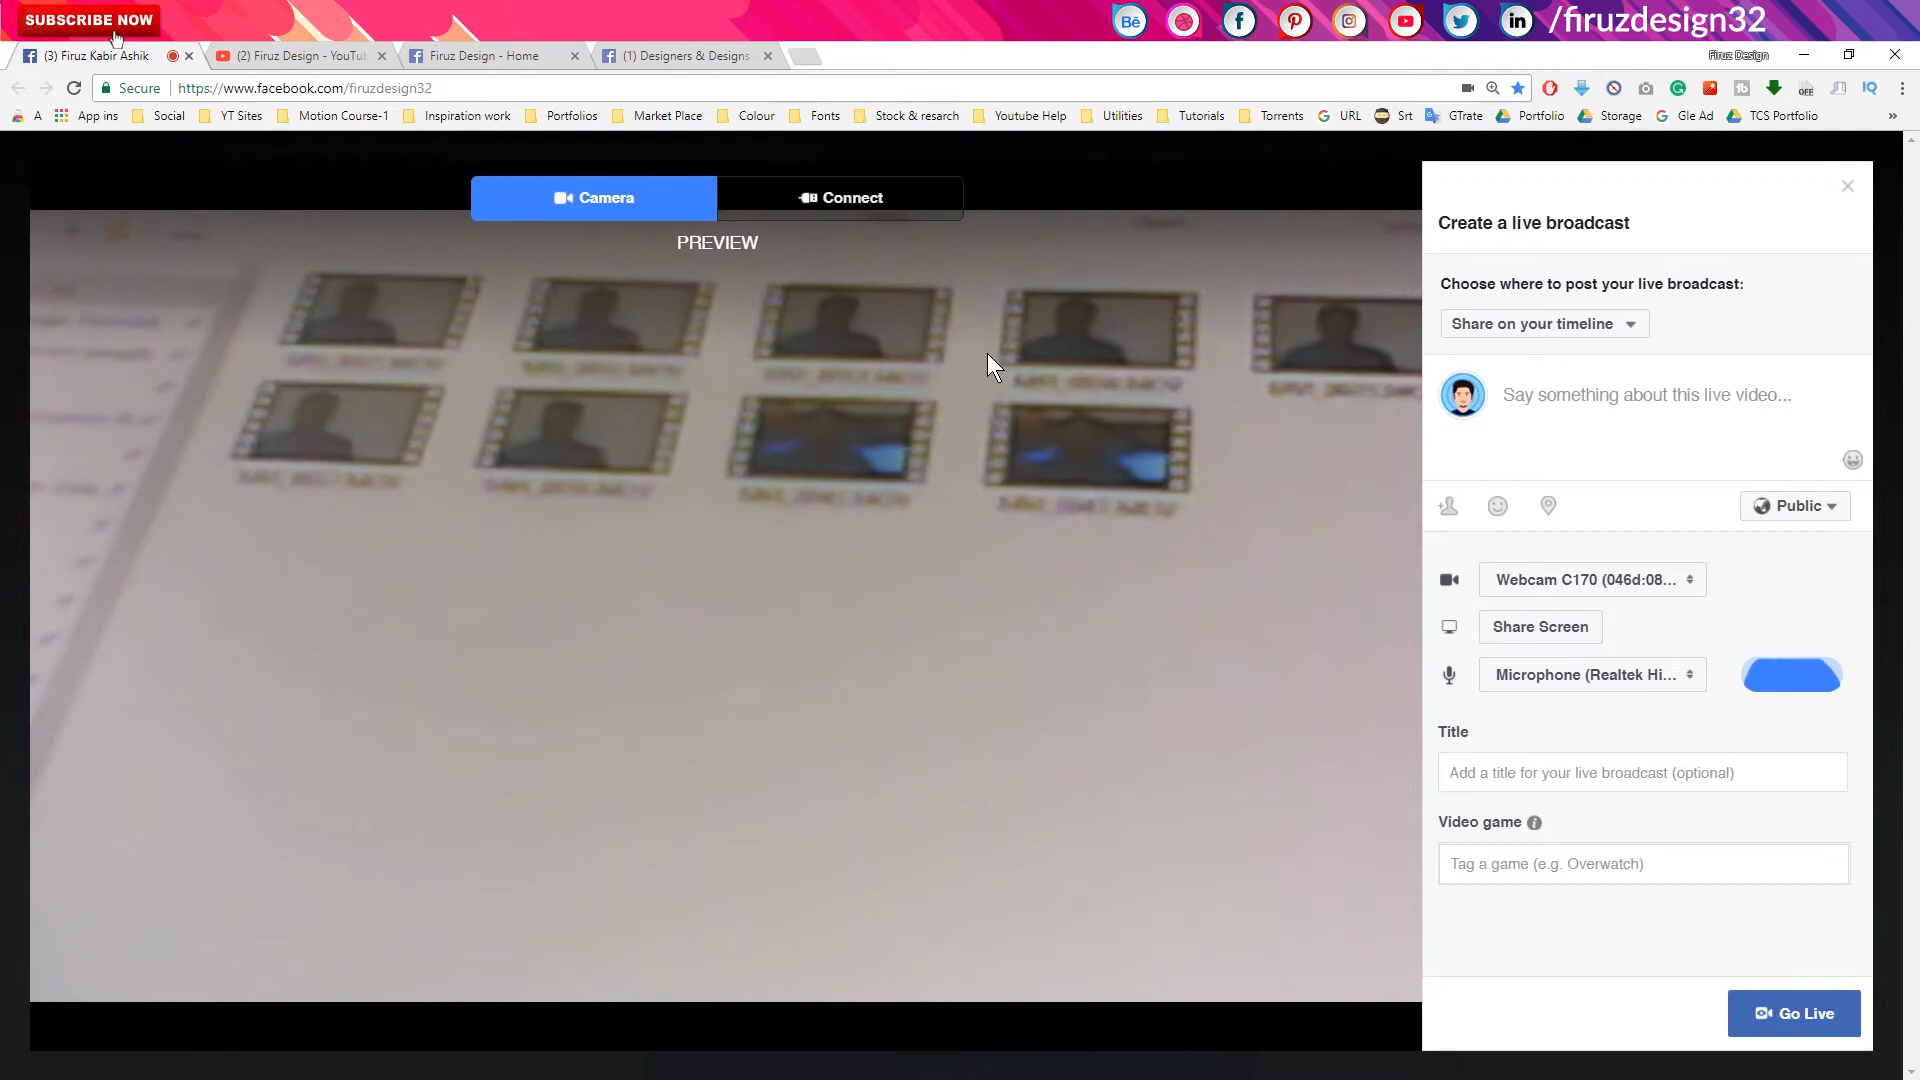 SUBSCRIBE NOW
Bē
/firuzdesign32
(3) Firuz Kabir Ashik
(2) Firuz Design - YouTu
Firuz Design - Home
(1) Designers & Designs
Firuz Design
Secure
https://www.facebook.com/firuzdesign32
OFF
IQ
A
App ins
Social
YT Sites
Motion Course-1
Inspiration work
Portfolios
Market Place
Colour
Fonts
Stock & resarch
Youtube Help
Utilities
Tutorials
Torrents
URL
Srt
GTrate
Portfolio
Storage
Gle Ad
TCS Portfolio
Camera
Connect
PREVIEW
Create a live broadcast
Choose where to post your live broadcast:
Share on your timeline
Say something about this live video...
Public
Webcam C170 (046d:08...
Share Screen
Microphone (Realtek Hi...
Title
Add a title for your live broadcast (optional)
Video game
Tag a game (e.g. Overwatch)
Go Live